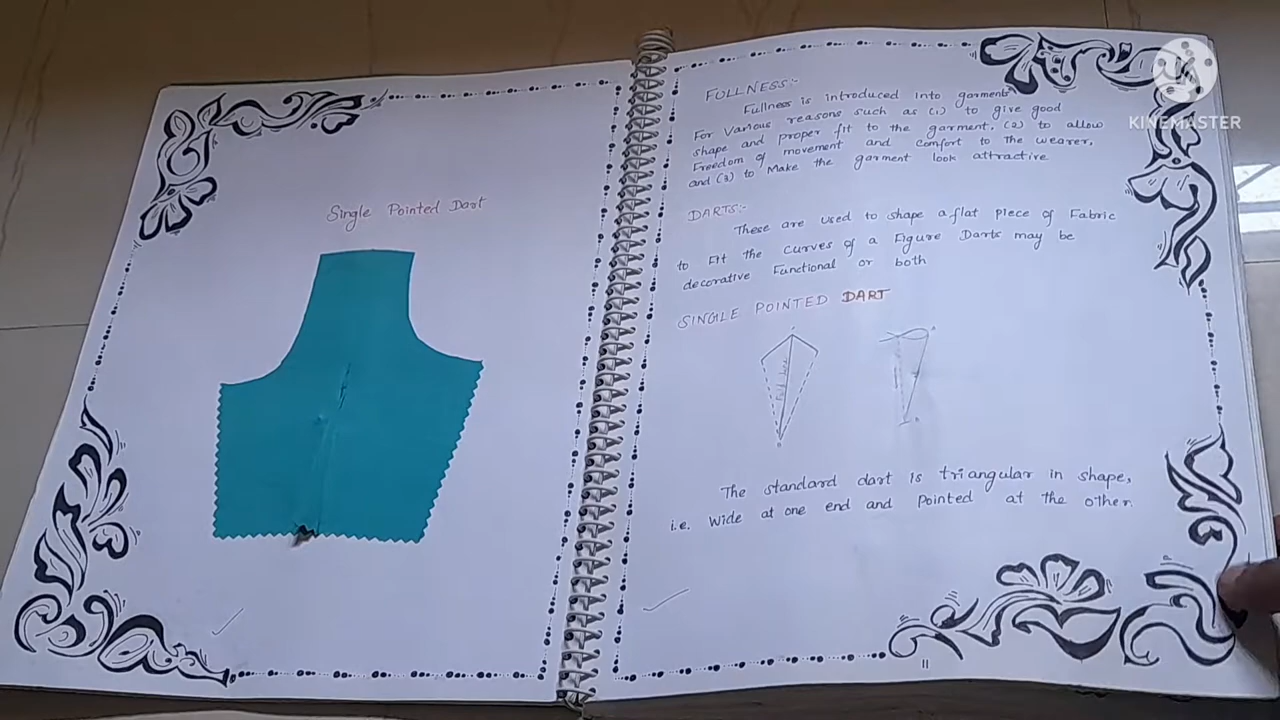 Single Pointed Dart
FULLNESS:-
Fullness is introduced Into garments
For Various reasons such as (1) to give good
shape and proper fit to the garment, (2) to allow
Freedom of movement and comfort to the wearer,
and (3) to Make the garment look attractive
DARTS:-
These are used to shape a flat Piece of Fabric
to Fit the curves of a Figure Darts may be
decorative Functional or both
SINGLE POINTED DART
The standard dart is triangular in shape,
i.e. Wide at one end and Pointed at the other.
11
KINEMASTER